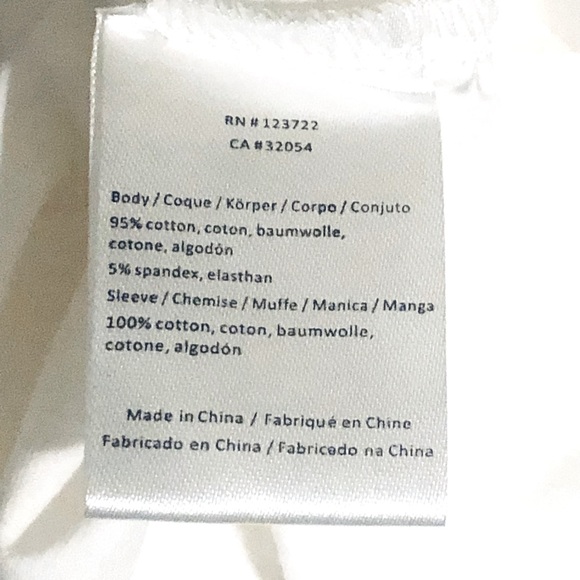 RN # 123722
CA #32054
Body / Coque / Körper / Corpo / Conjuto
95% cotton, coton, baumwolle,
cotone, algodón
5% spandex, elasthan
Sleeve / Chemise / Muffe / Manica / Manga
100% cotton, coton, baumwolle,
cotone, algodón
Made in China / Fabriqué en Chine
Fabricado en China / Fabricado na China